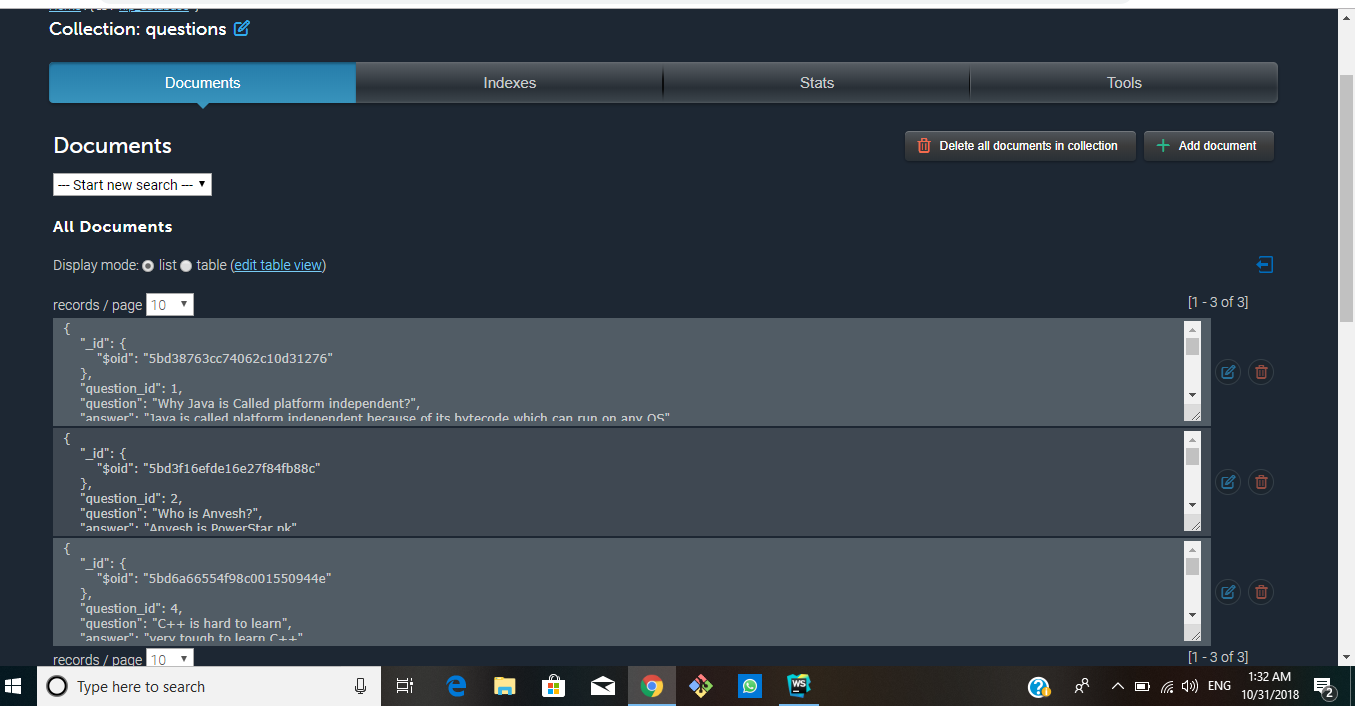 Collection: questions
Documents
Indexes
Stats
Tools
Documents
Delete all documents in collection
Add document
--- Start new search ---
All Documents
Display mode: list table (edit table view)
records / page 10
[1 - 3 of 3]
{
"_id": {
"$oid": "5bd38763cc74062c10d31276"
},
"question_id": 1,
"question": "Why Java is Called platform independent?",
"answer": "Java is called platform independent because of its bytecode which can run on any OS"
{
"_id": {
"$oid": "5bd3f16efde16e27f84fb88c"
},
"question_id": 2,
"question": "Who is Anvesh?",
"answer": "Anvesh is PowerStar pk"
{
"_id": {
"$oid": "5bd6a66554f98c001550944e"
},
"question_id": 4,
"question": "C++ is hard to learn",
"answer": "very tough to learn C++"
records / page 10
[1 - 3 of 3]
Type here to search
WS
ENG
1:32 AM
10/31/2018
2